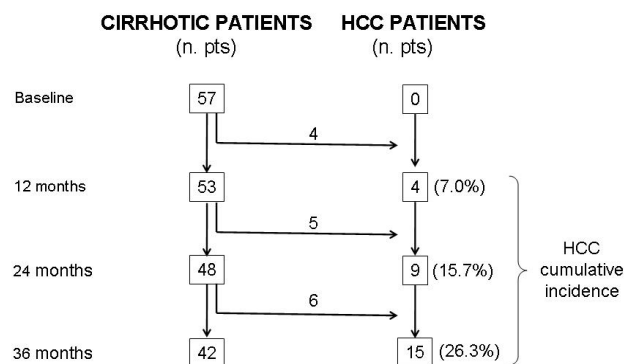 CIRRHOTIC PATIENTS HCC PATIENTS
(n. pts) (n. pts)
Baseline 57 0
4
12 months 53 4 (7.0%)
5
HCC
24 months 48 9 (15.7%) cumulative
incidence
6
36 months 42 15 (26.3%)